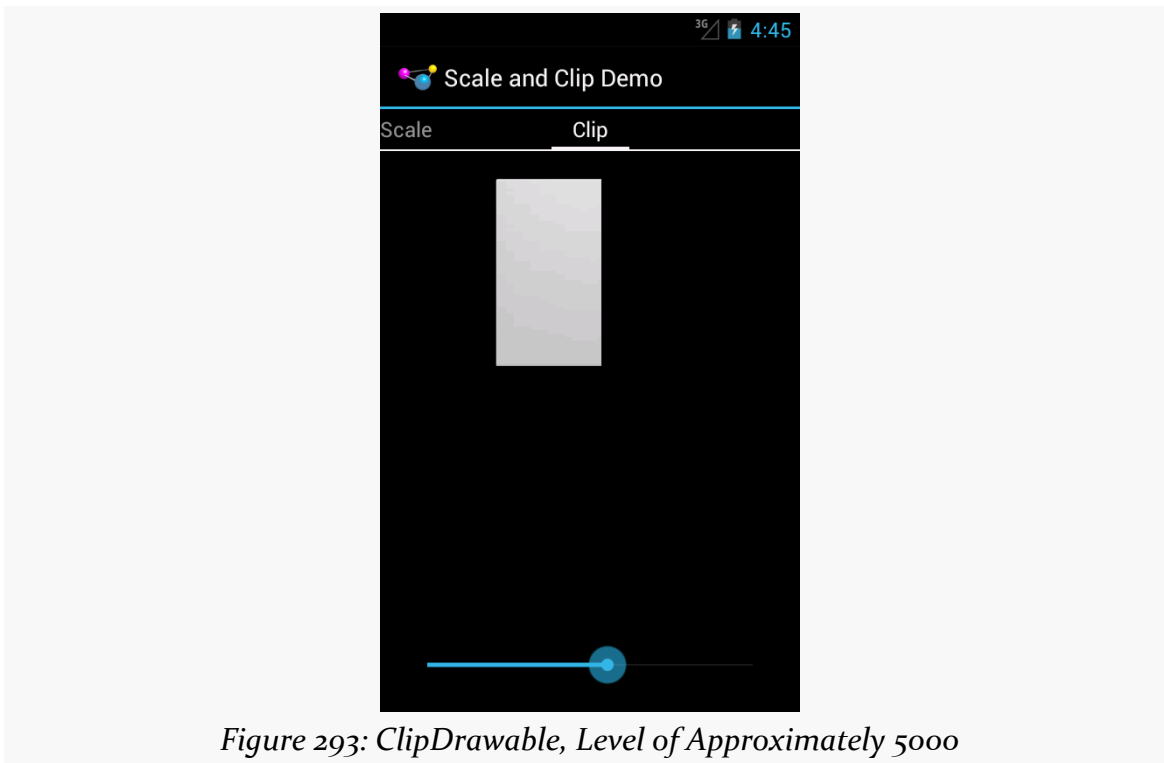 3G 4:45
Scale and Clip Demo
Scale Clip
Figure 293: ClipDrawable, Level of Approximately 5000